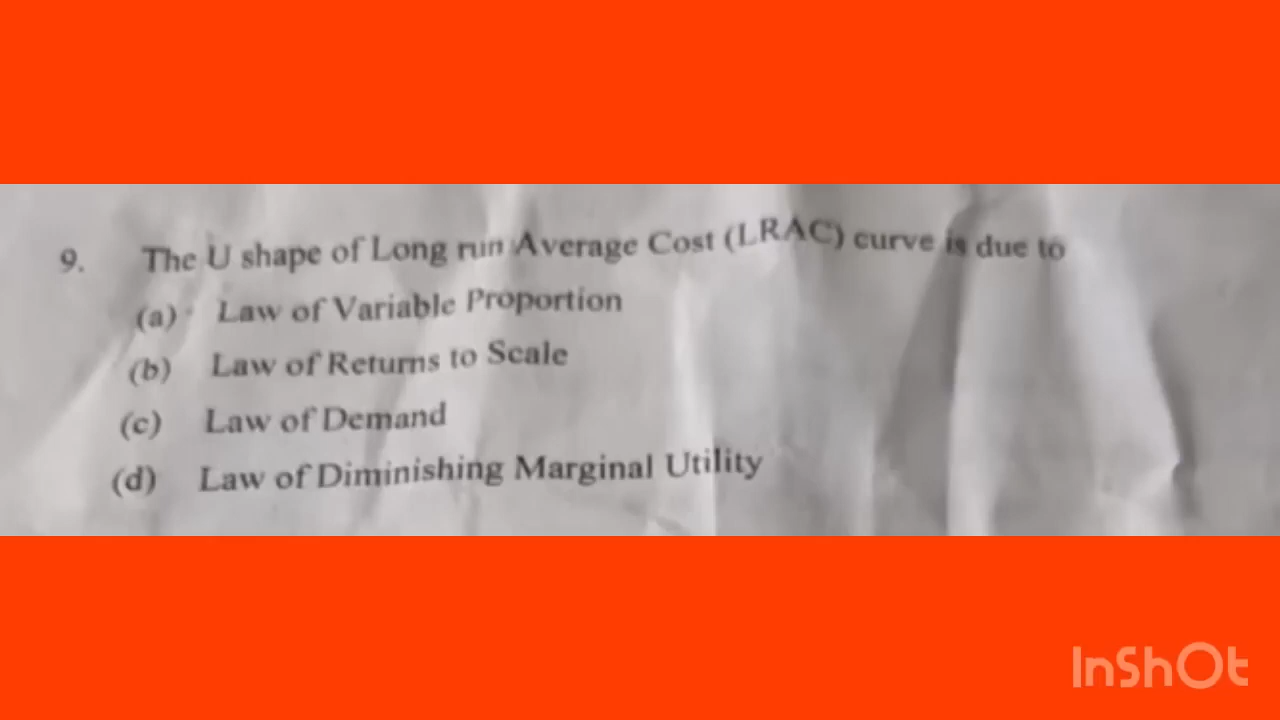 9. The U shape of Long run Average Cost (LRAC) curve is due to
(a) Law of Variable Proportion
(b) Law of Returns to Scale
(c) Law of Demand
(d) Law of Diminishing Marginal Utility
InShOt